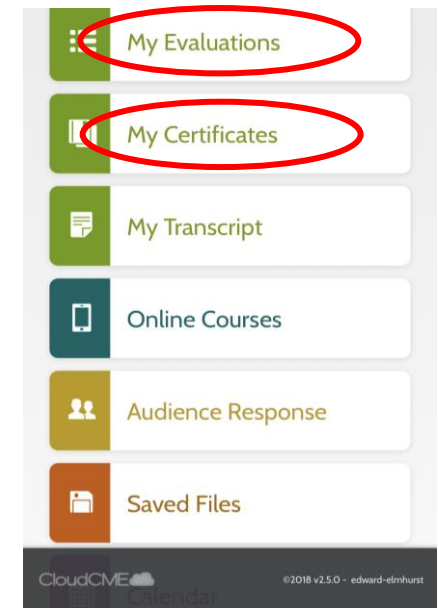 My Evaluations
My Certificates
My Transcript
Online Courses
Audience Response
Saved Files
CloudCME
©2018 v2.5.0 - edward-elmhurst
Calendar